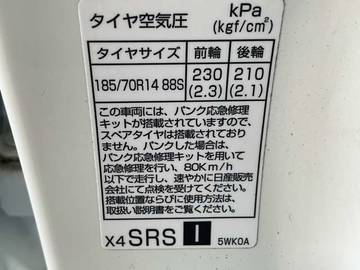 タイヤ空気圧 kPa
(kgf/cm²)
タイヤサイズ 前輪 後輪
185/70R14 88S 230 210
(2.3) (2.1)
この車両には、パンク応急修理
キットが搭載されていますので、
スペアタイヤは搭載されており
ません。パンクした場合は、
パンク応急修理キットを用いて
応急修理を行い、80Km/h
以下で走行し、速やかに日産販売
会社にて点検を受けてください。
搭載位置ならびに使用方法は、
取扱い説明書をご覧ください。
X4 SRS I 5WK0A